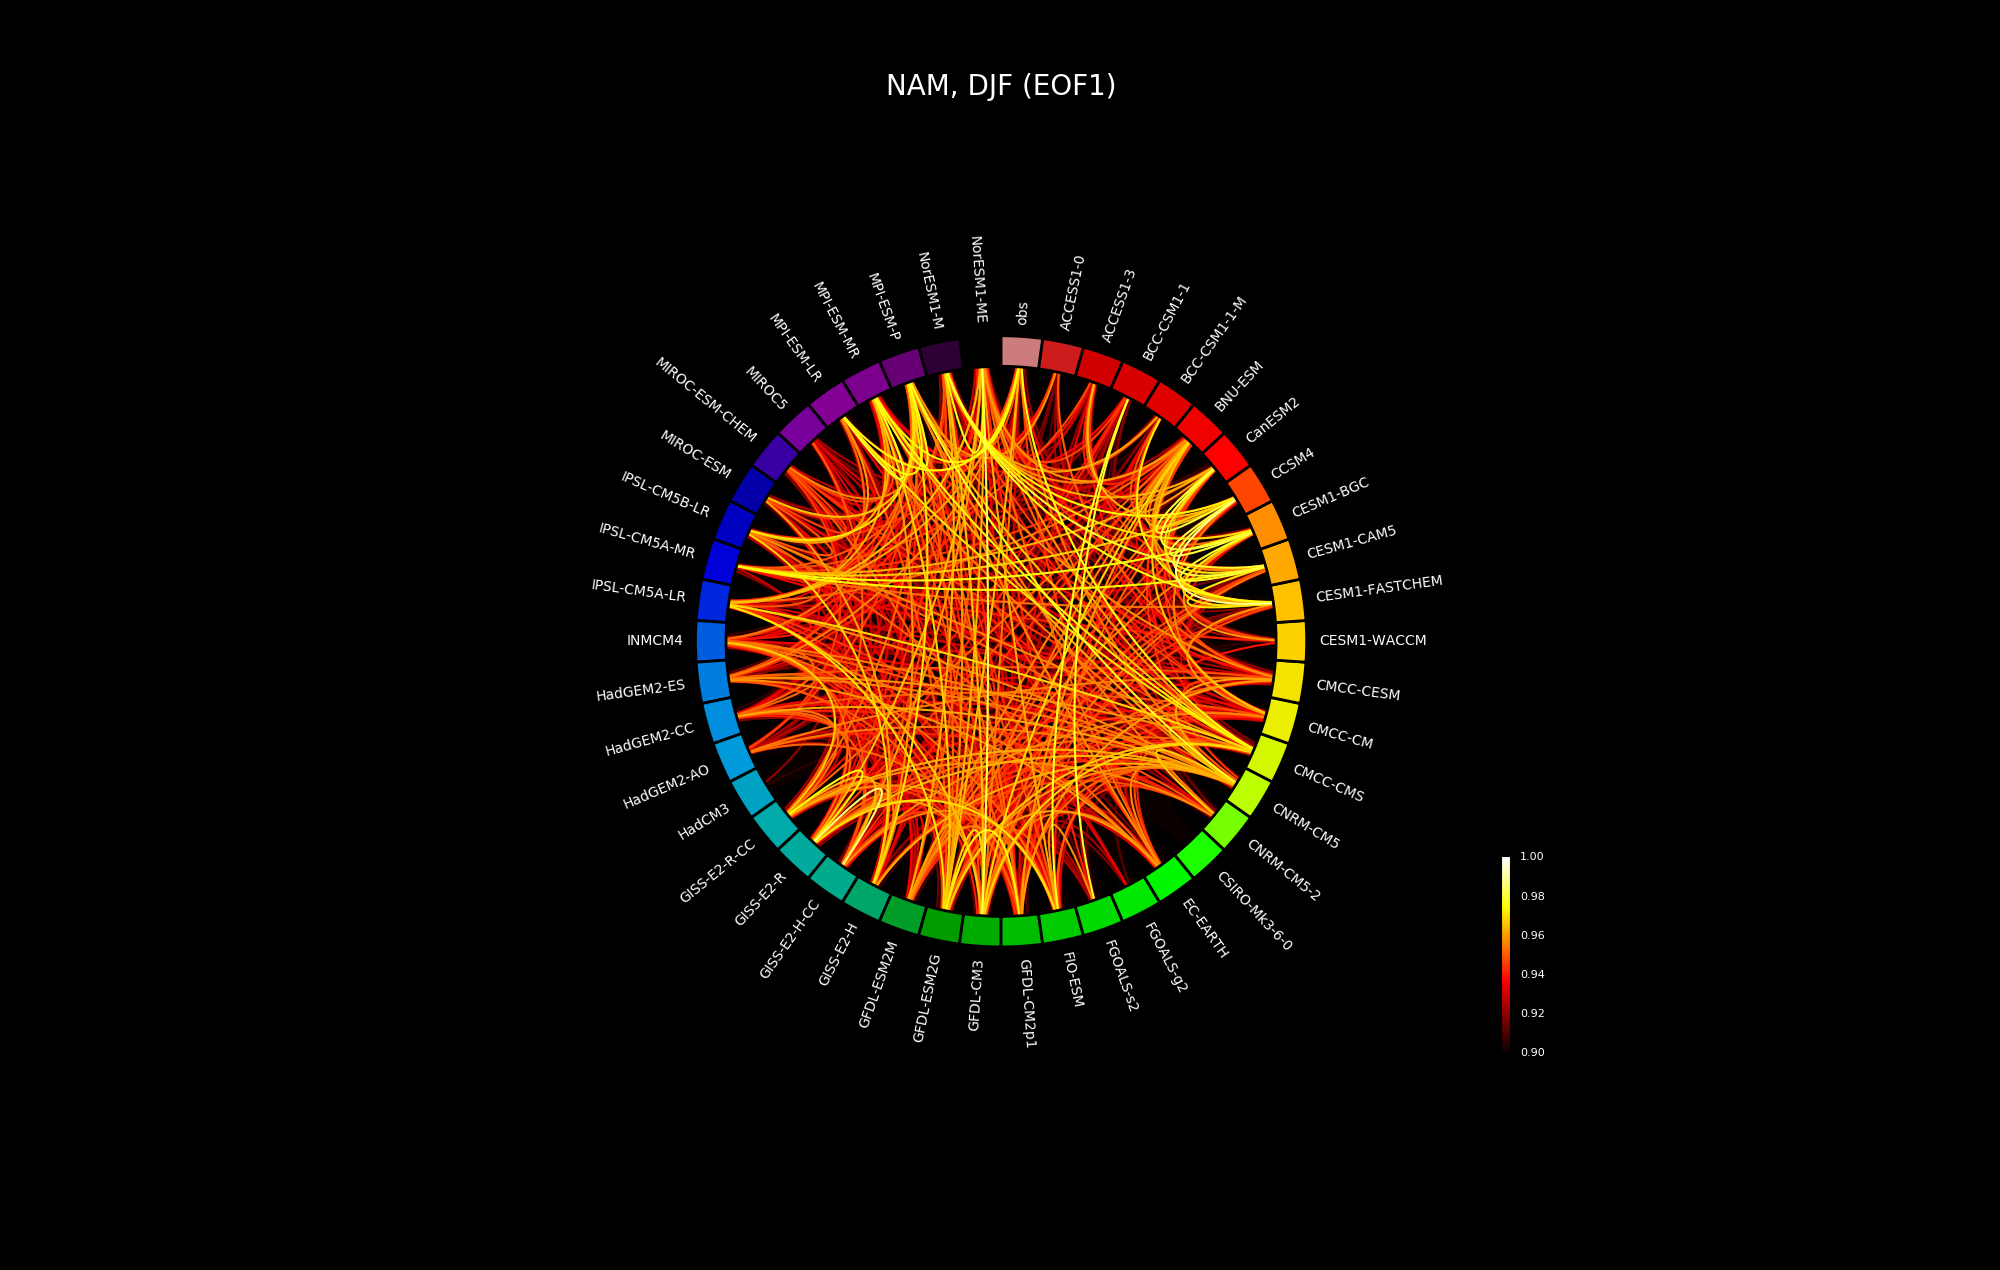 NAM, DJF (EOF1)
obs
ACCESS1-0
ACCESS1-3
BCC-CSM1-1
BCC-CSM1-1-M
BNU-ESM
CanESM2
CCSM4
CESM1-BGC
CESM1-CAM5
CESM1-FASTCHEM
CESM1-WACCM
CMCC-CESM
CMCC-CM
CMCC-CMS
CNRM-CM5
CNRM-CM5-2
CSIRO-Mk3-6-0
EC-EARTH
FGOALS-g2
FGOALS-s2
FIO-ESM
GFDL-CM2p1
GFDL-CM3
GFDL-ESM2G
GFDL-ESM2M
GISS-E2-H
GISS-E2-H-CC
GISS-E2-R
GISS-E2-R-CC
HadCM3
HadGEM2-AO
HadGEM2-CC
HadGEM2-ES
INMCM4
IPSL-CM5A-LR
IPSL-CM5A-MR
IPSL-CM5B-LR
MIROC-ESM
MIROC-ESM-CHEM
MIROC5
MPI-ESM-LR
MPI-ESM-MR
MPI-ESM-P
NorESM1-M
NorESM1-ME
1.00
0.98
0.96
0.94
0.92
0.90